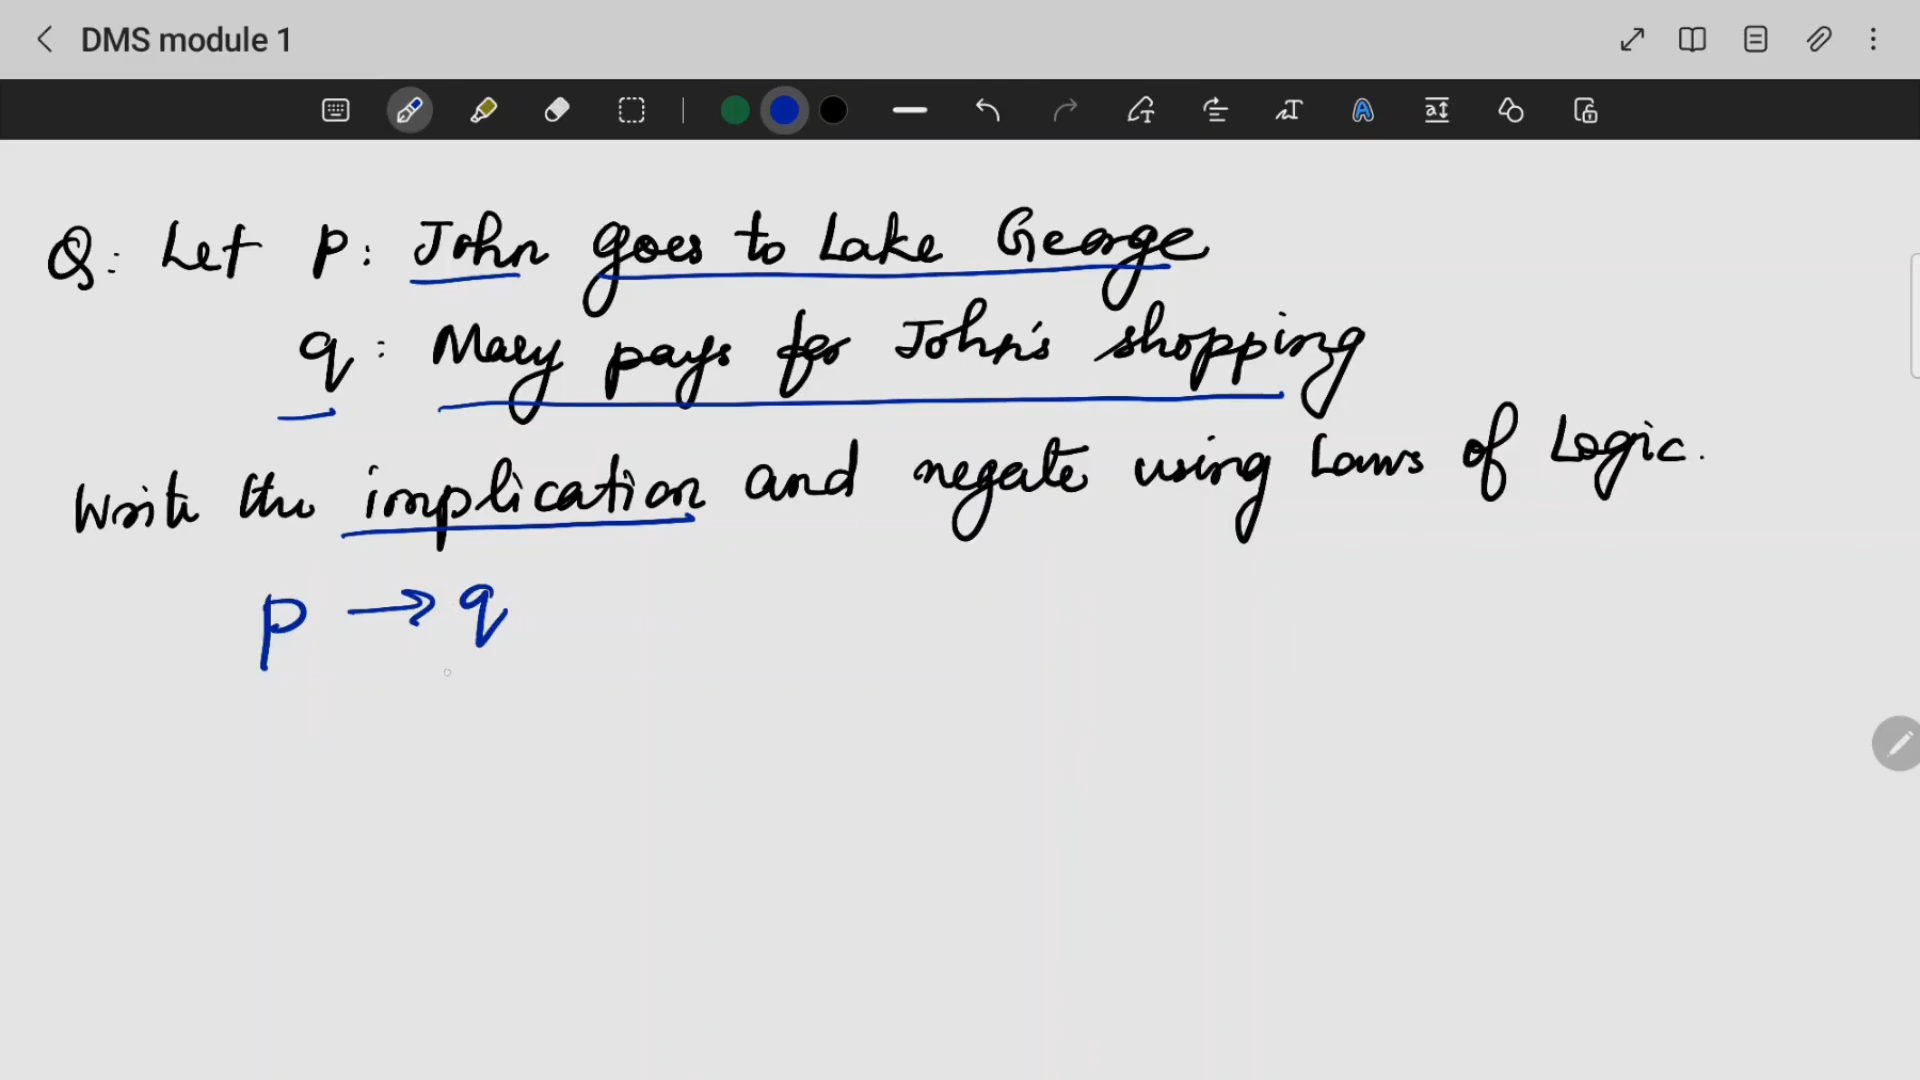 DMS module 1
Q: Let p: John goes to Lake George
q: Mary pays for John's shopping
Write the implication and negate using Laws of Logic.
p → q